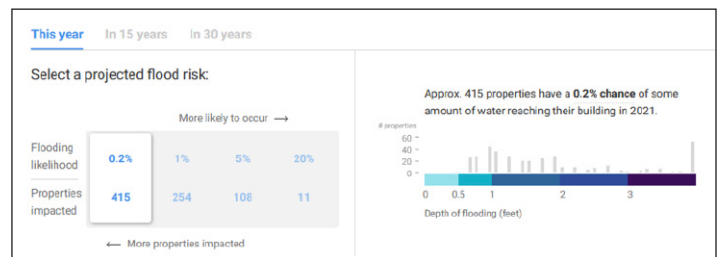 This year In 15 years In 30 years
Select a projected flood risk:
More likely to occur →
Flooding likelihood 0.2% 1% 5% 20%
Properties impacted 415 254 108 11
← More properties impacted
Approx. 415 properties have a 0.2% chance of some
amount of water reaching their building in 2021.
# properties
60
40
20
0
0 0.5 1 2 3
Depth of flooding (feet)